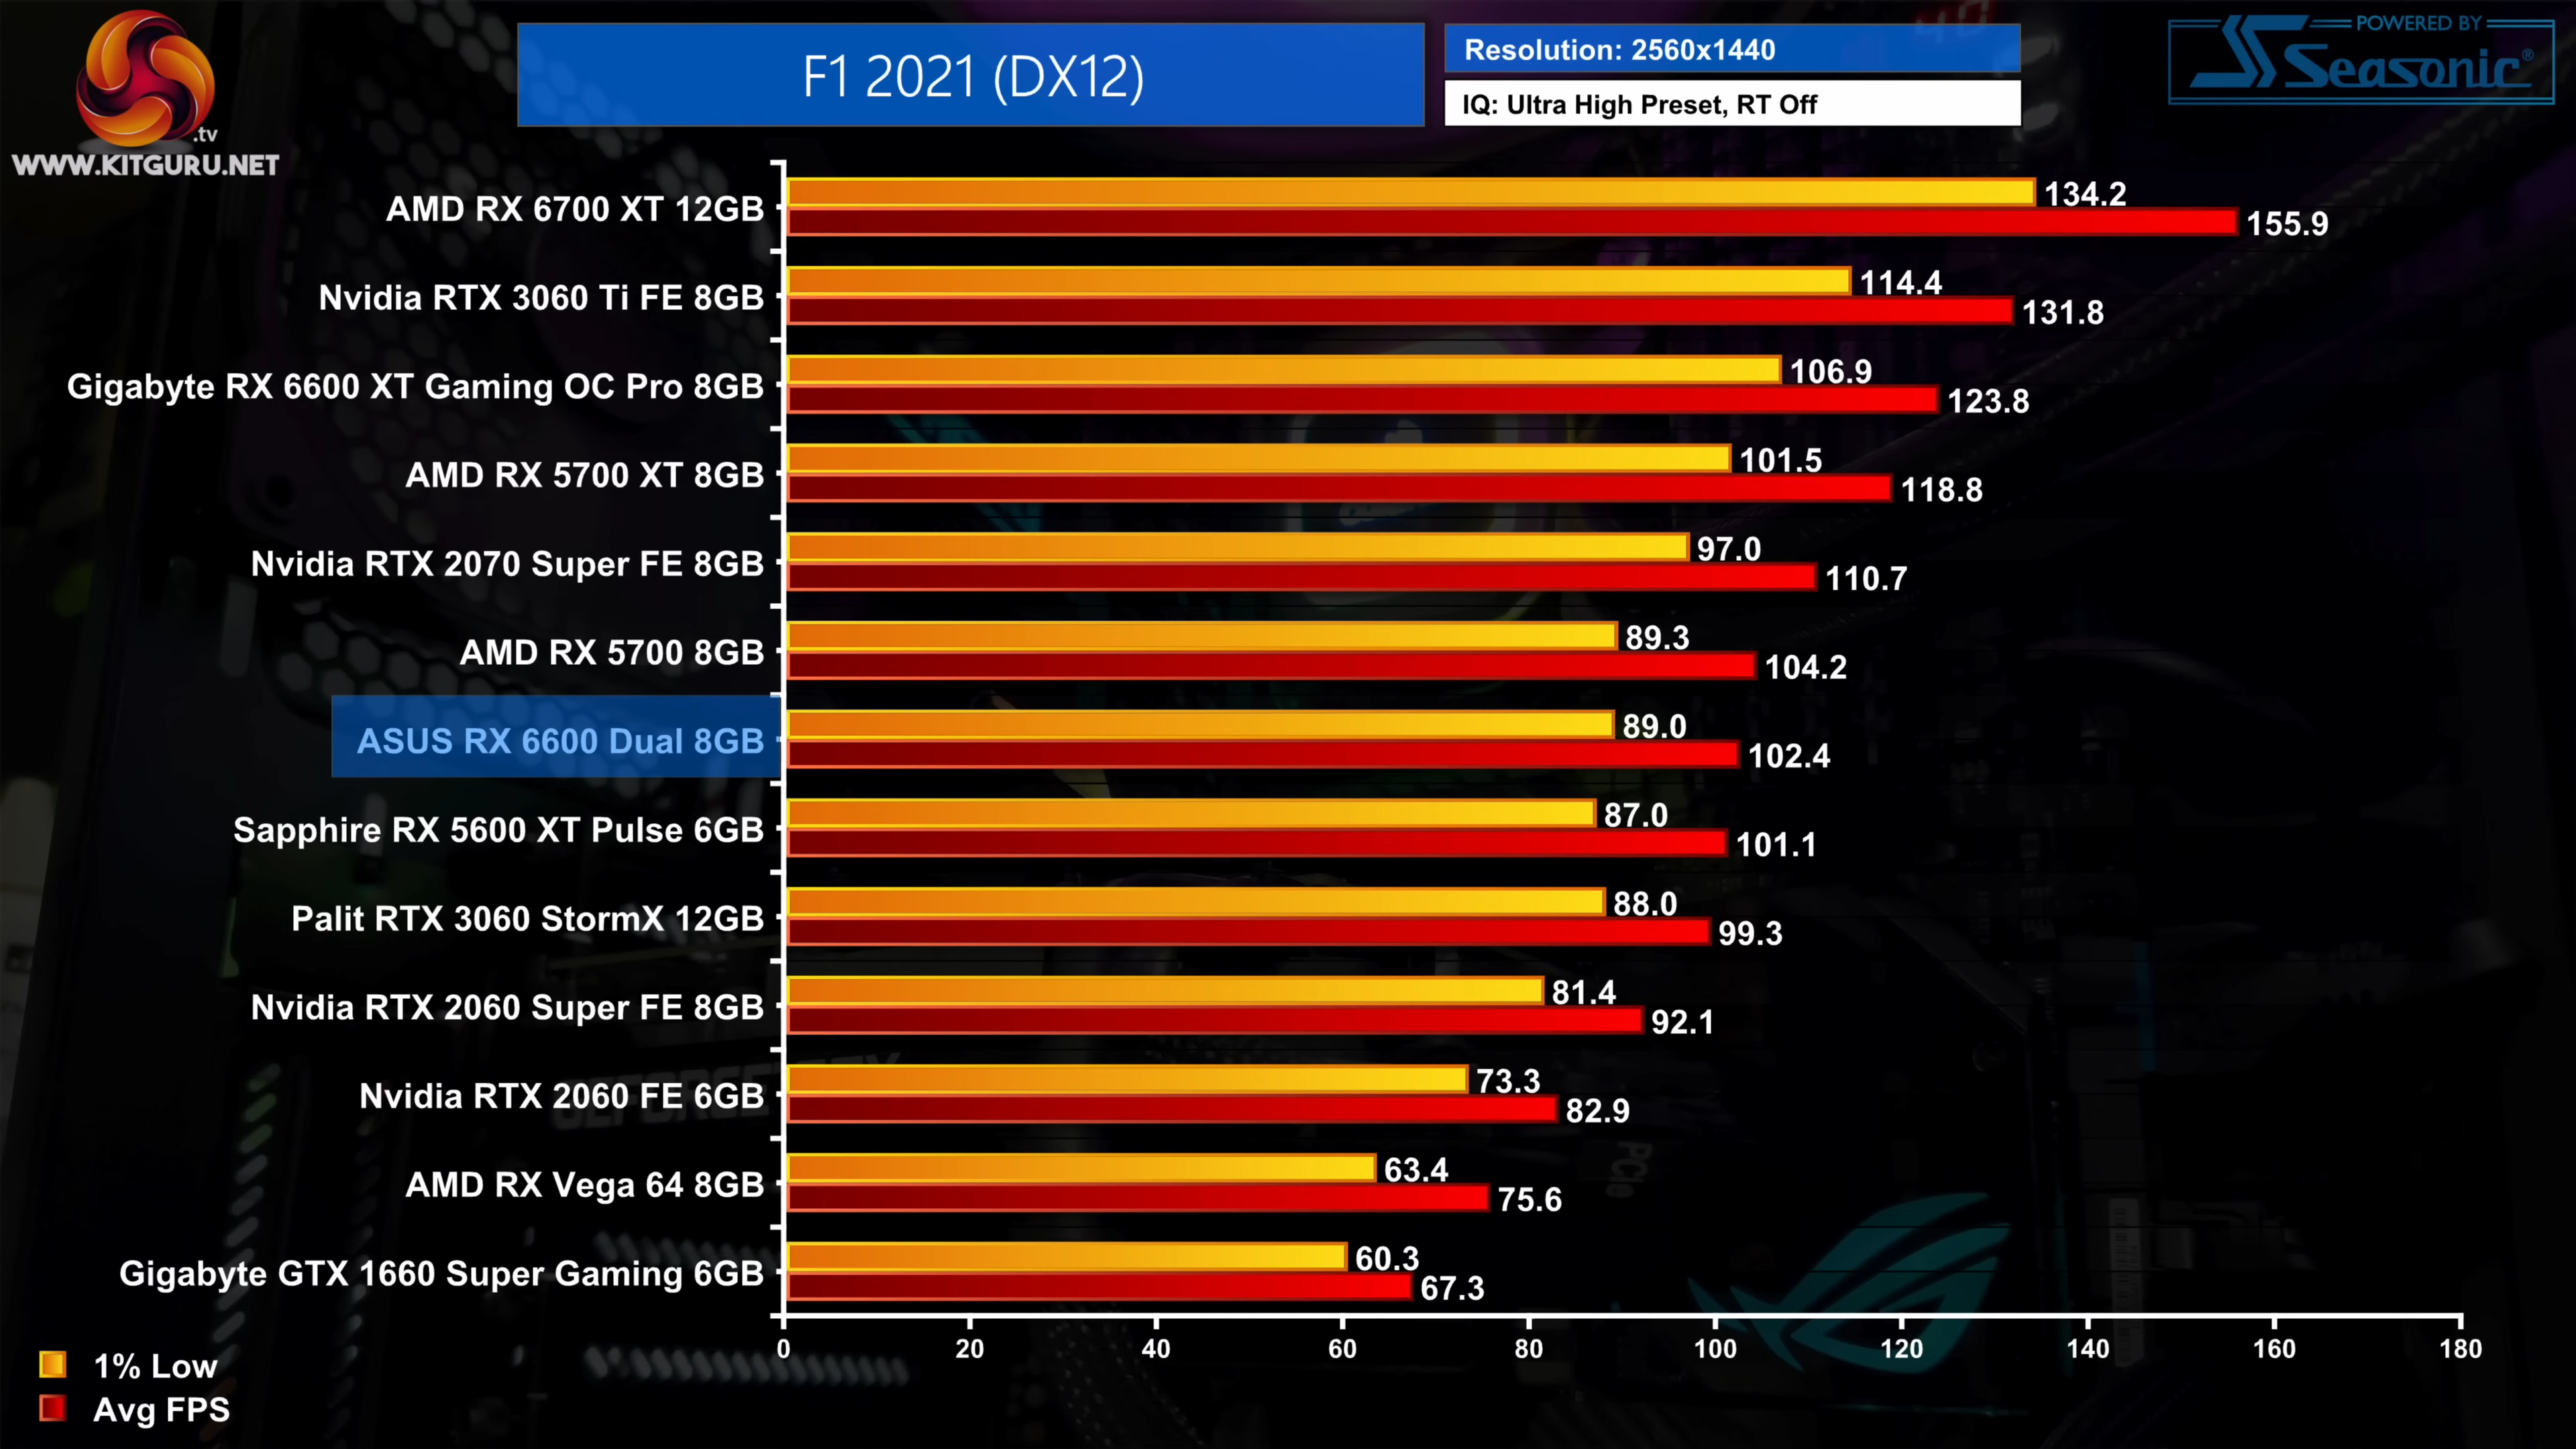 .tv
WWW.KITGURU.NET
F1 2021 (DX12)
Resolution: 2560x1440
IQ: Ultra High Preset, RT Off
POWERED BY
Seasonic®
AMD RX 6700 XT 12GB
134.2
155.9
Nvidia RTX 3060 Ti FE 8GB
114.4
131.8
Gigabyte RX 6600 XT Gaming OC Pro 8GB
106.9
123.8
AMD RX 5700 XT 8GB
101.5
118.8
Nvidia RTX 2070 Super FE 8GB
97.0
110.7
AMD RX 5700 8GB
89.3
104.2
ASUS RX 6600 Dual 8GB
89.0
102.4
Sapphire RX 5600 XT Pulse 6GB
87.0
101.1
Palit RTX 3060 StormX 12GB
88.0
99.3
Nvidia RTX 2060 Super FE 8GB
81.4
92.1
Nvidia RTX 2060 FE 6GB
73.3
82.9
AMD RX Vega 64 8GB
63.4
75.6
Gigabyte GTX 1660 Super Gaming 6GB
60.3
67.3
0 20 40 60 80 100 120 140 160 180
1% Low
Avg FPS